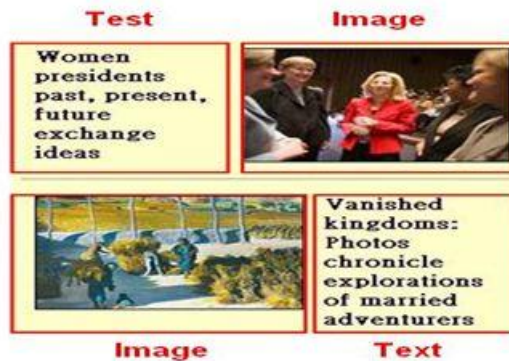 Test Image
Women
presidents
past, present,
future
exchange
ideas
Vanished
kingdoms:
Photos
chronicle
explorations
of married
adventurers
Image Text